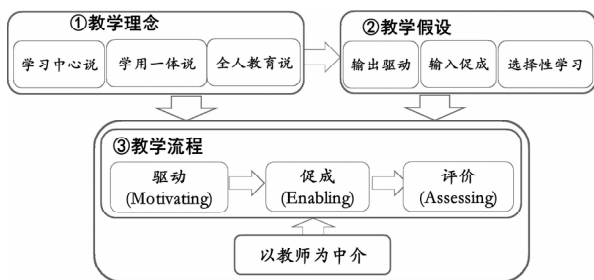 ①教学理念
学习中心说
学用一体说
全人教育说
②教学假设
输出驱动
输入促成
选择性学习
③教学流程
驱动
(Motivating)
促成
(Enabling)
评价
(Assessing)
以教师为中介